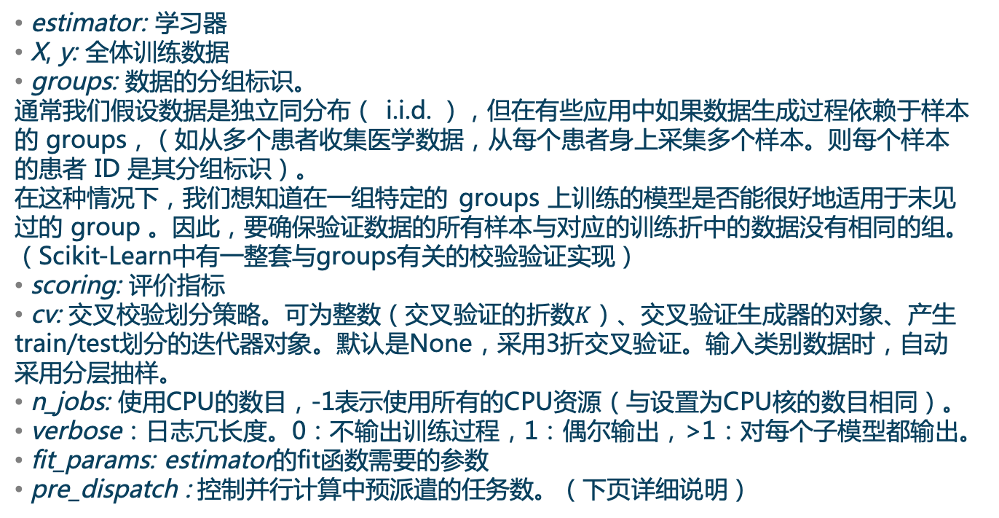 • estimator: 学习器
• X, y: 全体训练数据
• groups: 数据的分组标识。
通常我们假设数据是独立同分布（ i.i.d. ），但在有些应用中如果数据生成过程依赖于样本
的 groups，（如从多个患者收集医学数据，从每个患者身上采集多个样本。则每个样本
的患者 ID 是其分组标识）。
在这种情况下，我们想知道在一组特定的 groups 上训练的模型是否能很好地适用于未见
过的 group 。因此，要确保验证数据的所有样本与对应的训练折中的数据没有相同的组。
（Scikit-Learn中有一整套与groups有关的校验验证实现）
• scoring: 评价指标
• cv: 交叉校验划分策略。可为整数（交叉验证的折数K ）、交叉验证生成器的对象、产生
train/test划分的迭代器对象。默认是None，采用3折交叉验证。输入类别数据时，自动
采用分层抽样。
• n_jobs: 使用CPU的数目，-1表示使用所有的CPU资源（与设置为CPU核的数目相同）。
• verbose：日志冗长度。0：不输出训练过程，1：偶尔输出，>1：对每个子模型都输出。
• fit_params: estimator的fit函数需要的参数
• pre_dispatch : 控制并行计算中预派遣的任务数。（下页详细说明）